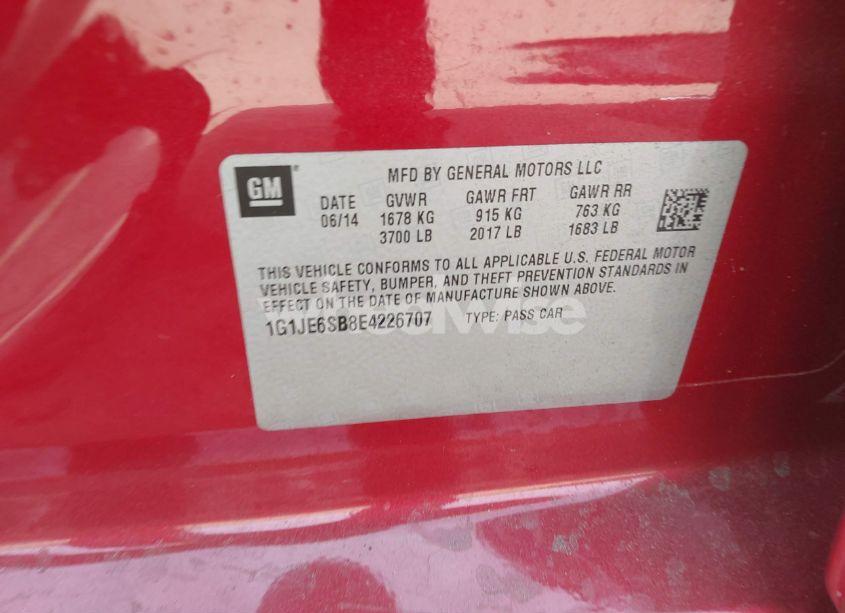 GM
MFD BY GENERAL MOTORS LLC
DATE GVWR GAWR FRT GAWR RR
06/14 1678 KG 915 KG 763 KG
3700 LB 2017 LB 1683 LB
THIS VEHICLE CONFORMS TO ALL APPLICABLE U.S. FEDERAL MOTOR
VEHICLE SAFETY, BUMPER, AND THEFT PREVENTION STANDARDS IN
EFFECT ON THE DATE OF MANUFACTURE SHOWN ABOVE.
1G1JE6SB8E4226707 TYPE: PASS CAR